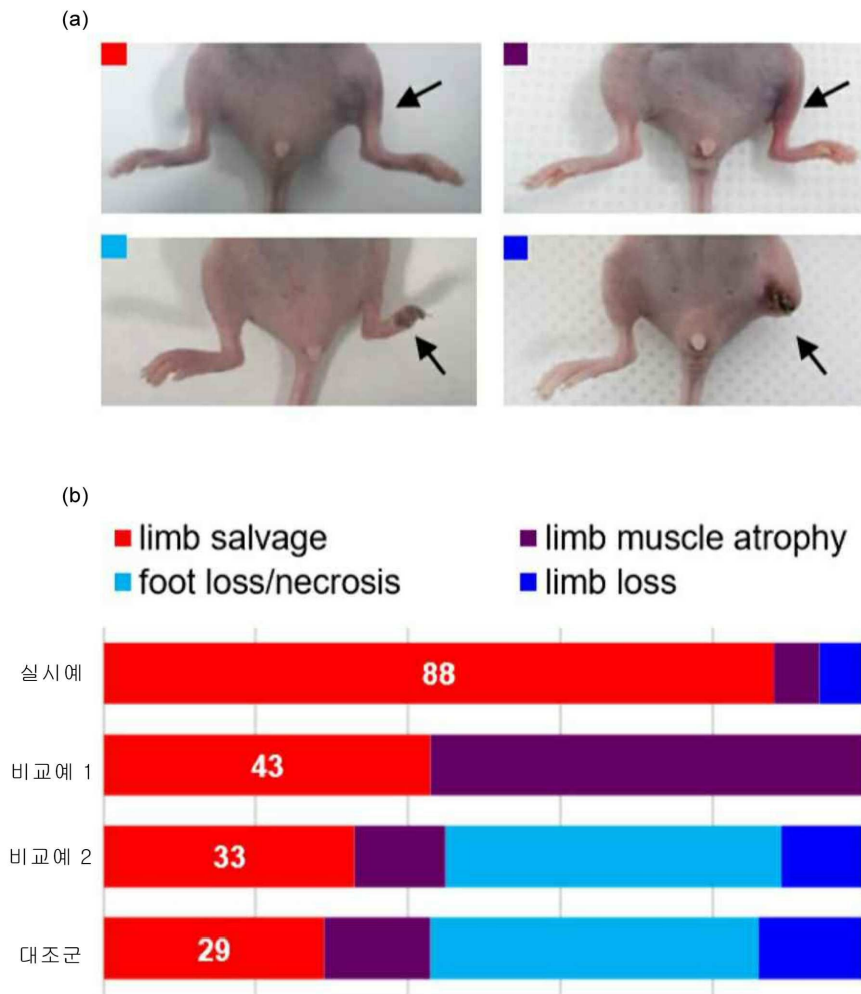 (a)
(b)
limb salvage
limb muscle atrophy
foot loss/necrosis
limb loss
실시예
88
비교예 1
43
비교예 2
33
대조군
29